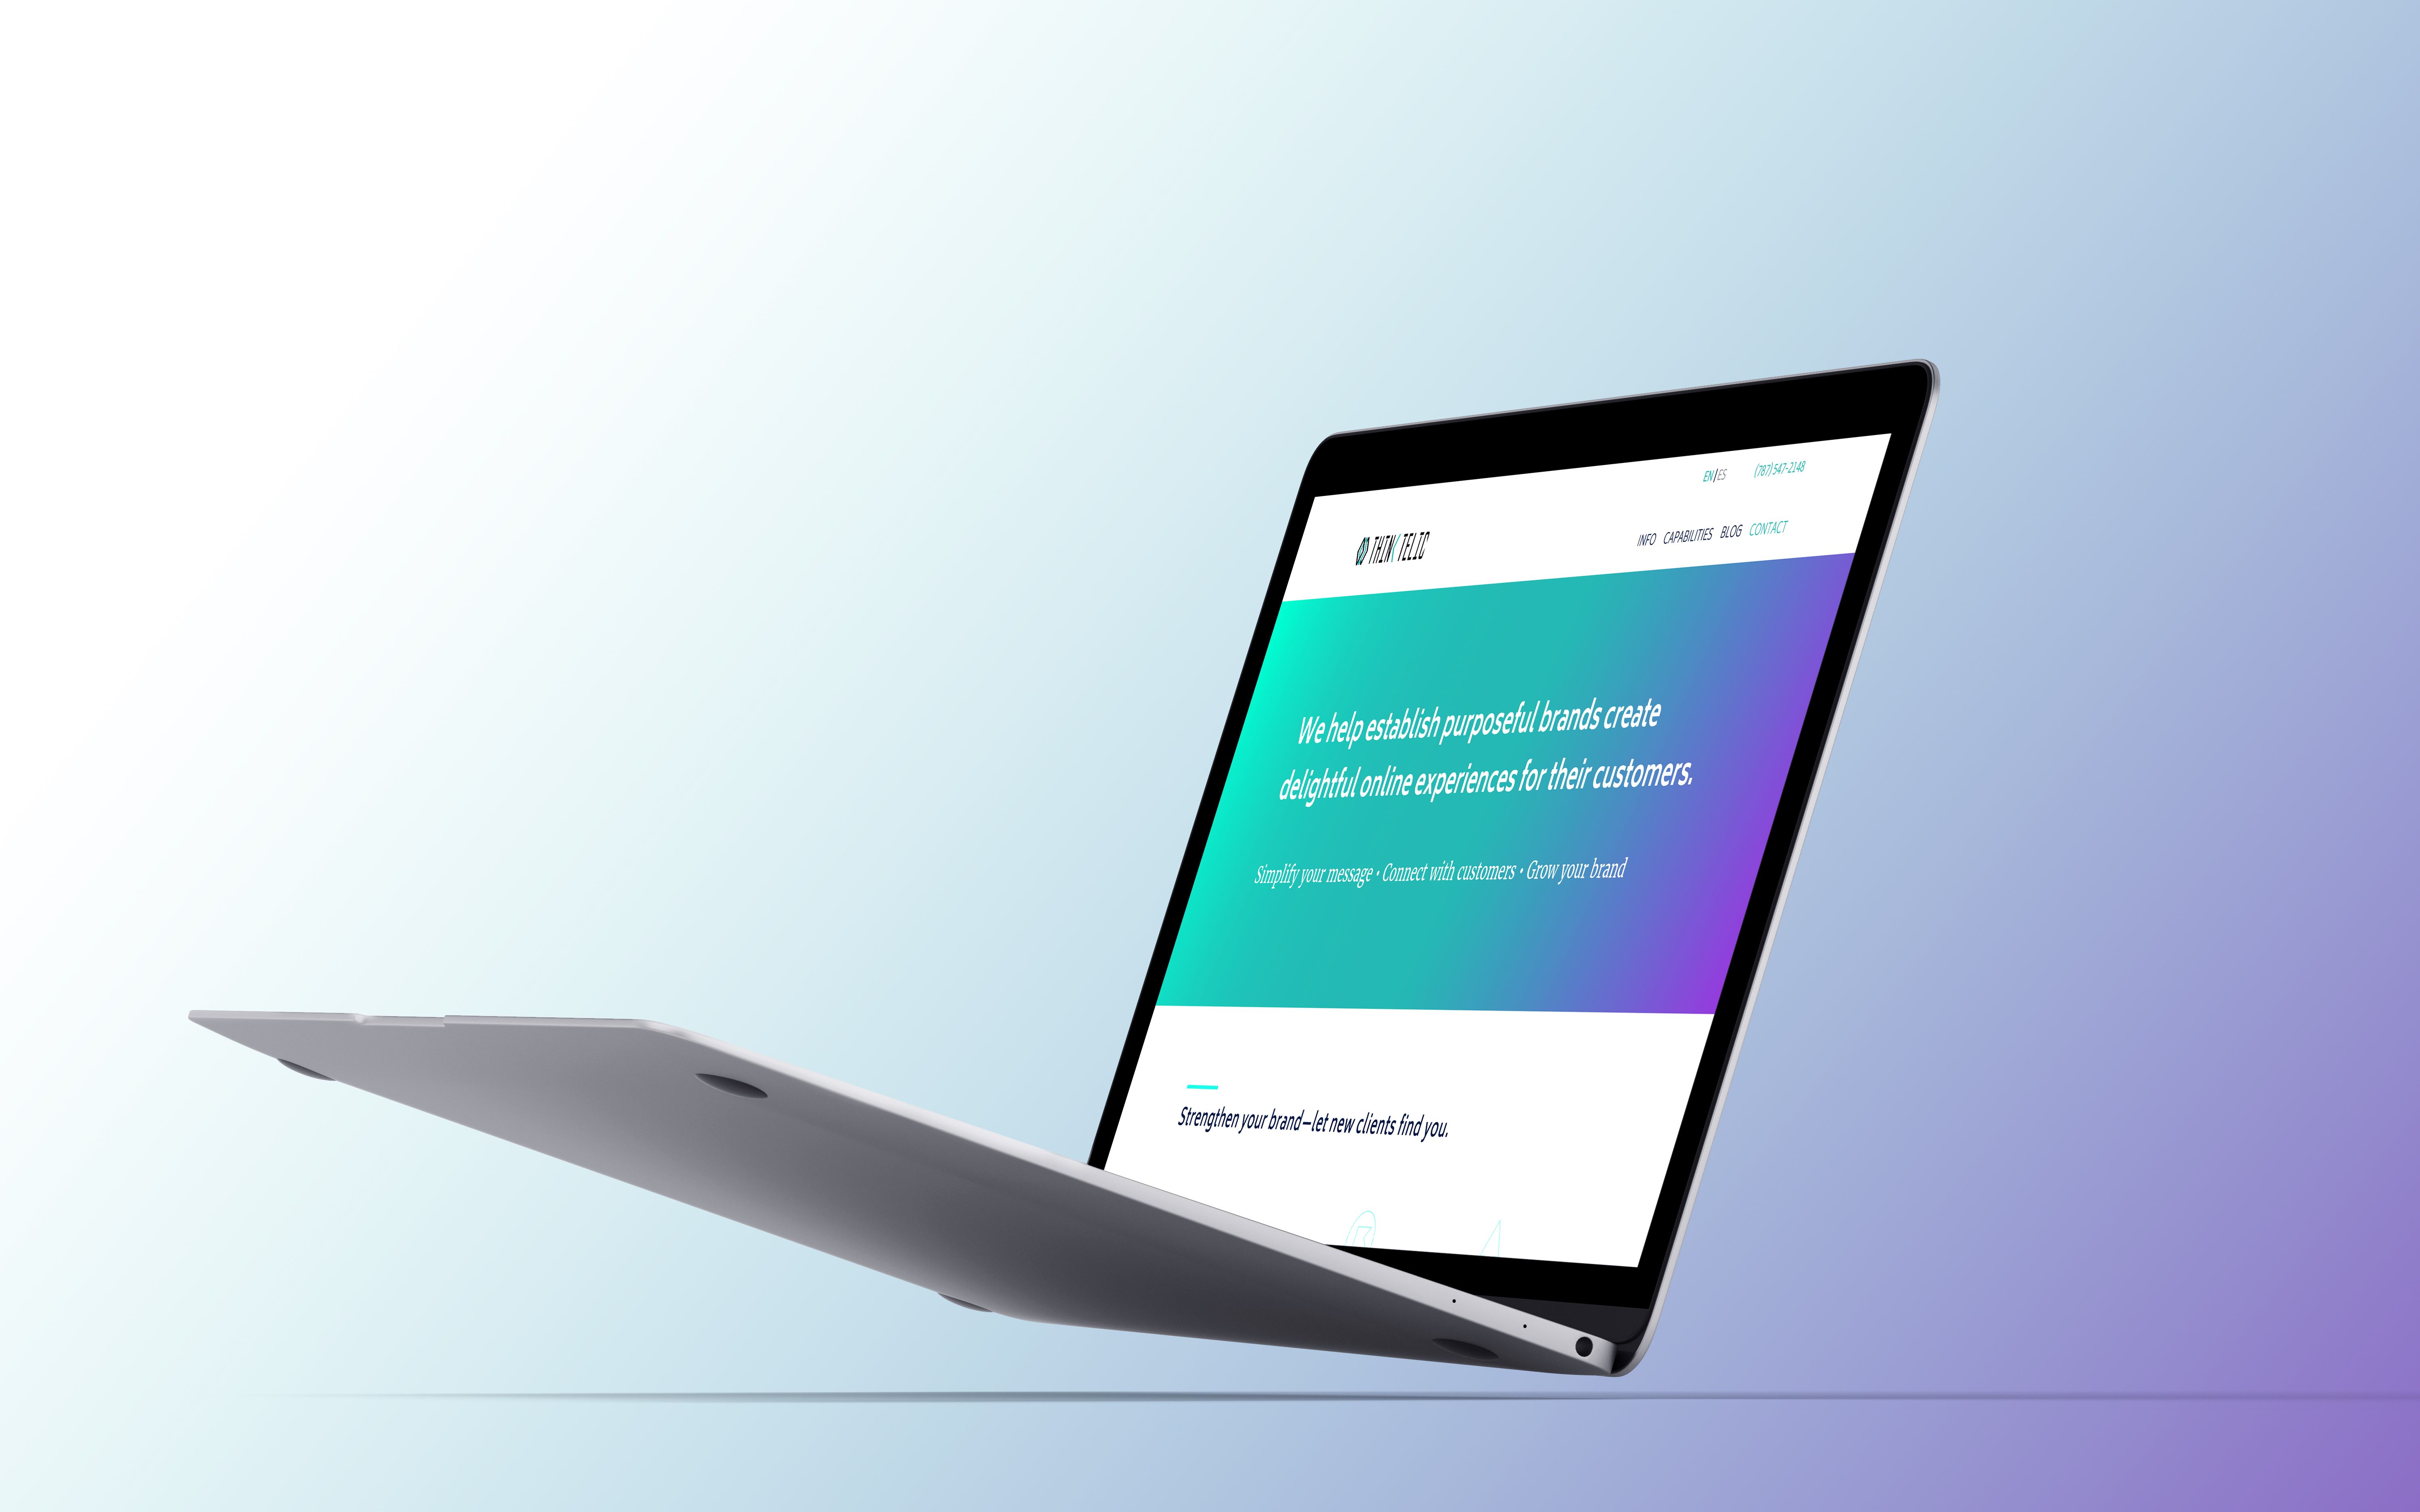 EN/ES (787) 547-2148
THINK TELIC
INFO CAPABILITIES BLOG CONTACT
We help establish purposeful brands create
delightful online experiences for their customers.
Simplify your message • Connect with customers • Grow your brand
Strengthen your brand—let new clients find you.